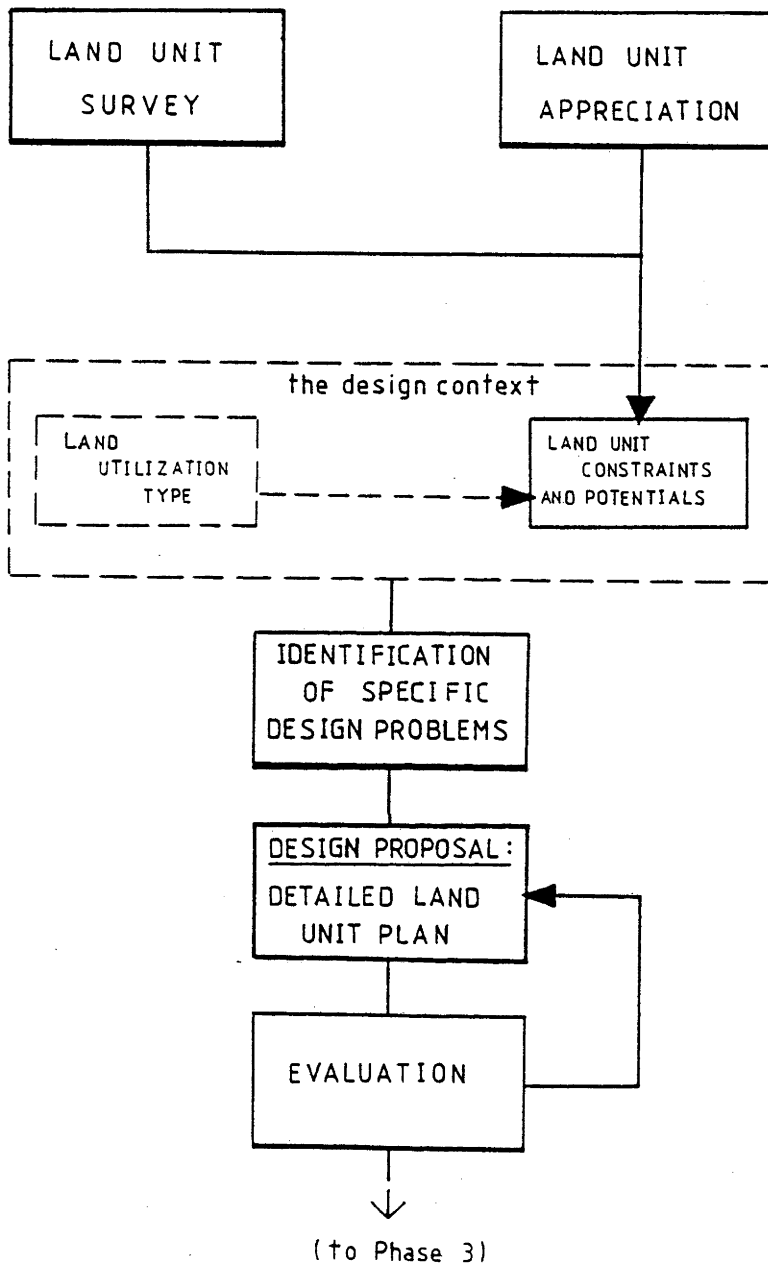 LAND UNIT
SURVEY
LAND UNIT
APPRECIATION
the design context
LAND
UTILIZATION
TYPE
LAND UNIT
CONSTRAINTS
AND POTENTIALS
IDENTIFICATION
OF SPECIFIC
DESIGN PROBLEMS
DESIGN PROPOSAL:
DETAILED LAND
UNIT PLAN
EVALUATION
(to Phase 3)